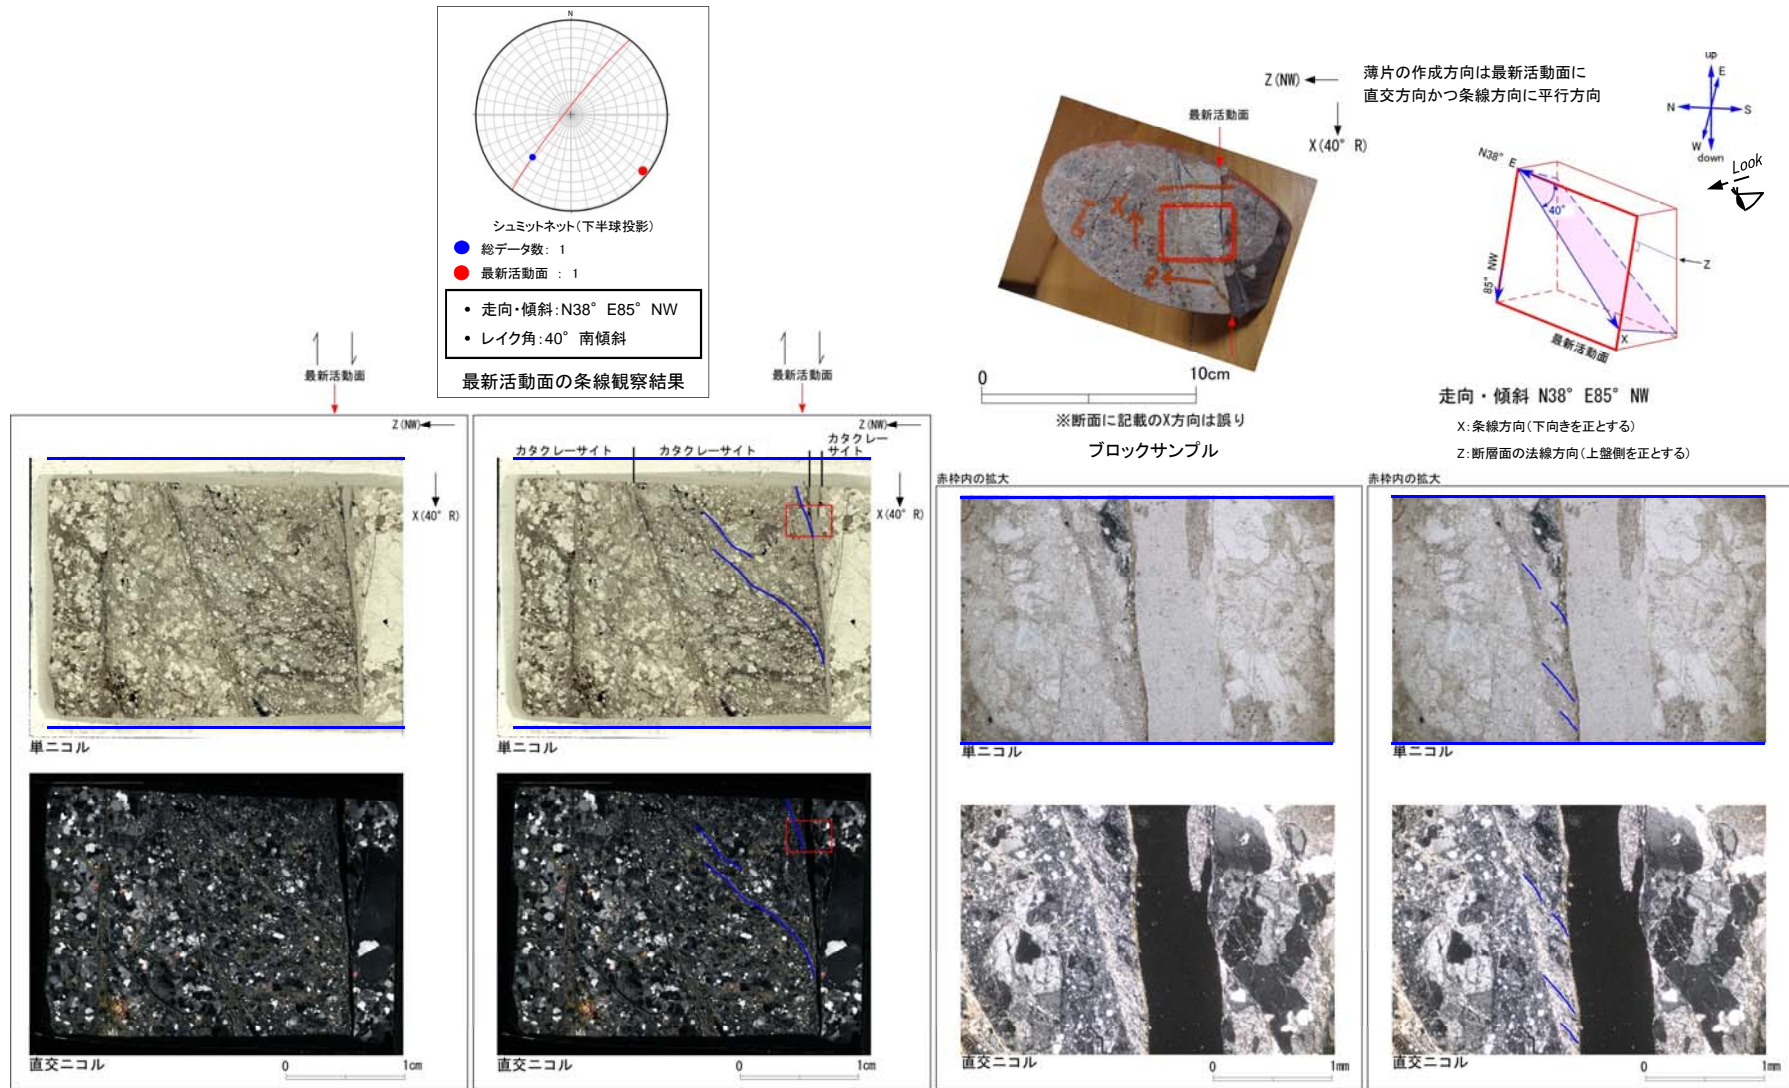 N
シュミットネット(下半球投影)
総データ数: 1
最新活動面 : 1
• 走向・傾斜:N38° E85° NW
• レイク角:40° 南傾斜
最新活動面の条線観察結果
Z(NW)
X(40° R)
最新活動面
0
10cm
※断面に記載のX方向は誤り
ブロックサンプル
薄片の作成方向は最新活動面に
直交方向かつ条線方向に平行方向
up
E
N
S
W
down
Look
N38° E
40°
85° NW
Z
X
最新活動面
走向・傾斜 N38° E85° NW
X:条線方向(下向きを正とする)
Z:断層面の法線方向(上盤側を正とする)
最新活動面
Z(NW)
X(40° R)
単ニコル
直交ニコル
0
1cm
最新活動面
Z(NW)
カタクレーサイト
カタクレーサイト
カタクレー
サイト
X(40° R)
単ニコル
直交ニコル
0
1cm
赤枠内の拡大
単ニコル
直交ニコル
0
1mm
赤枠内の拡大
単ニコル
直交ニコル
0
1mm